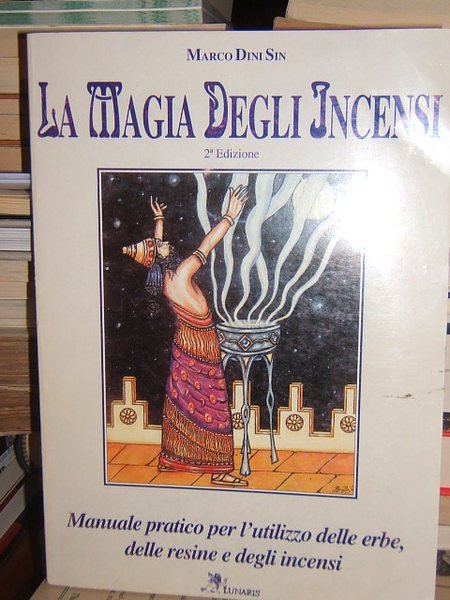 MARCO DINI SIN
LA MAGIA DEGLI INCENSI
2ª Edizione
Manuale pratico per l'utilizzo delle erbe,
delle resine e degli incensi
LUNARIS